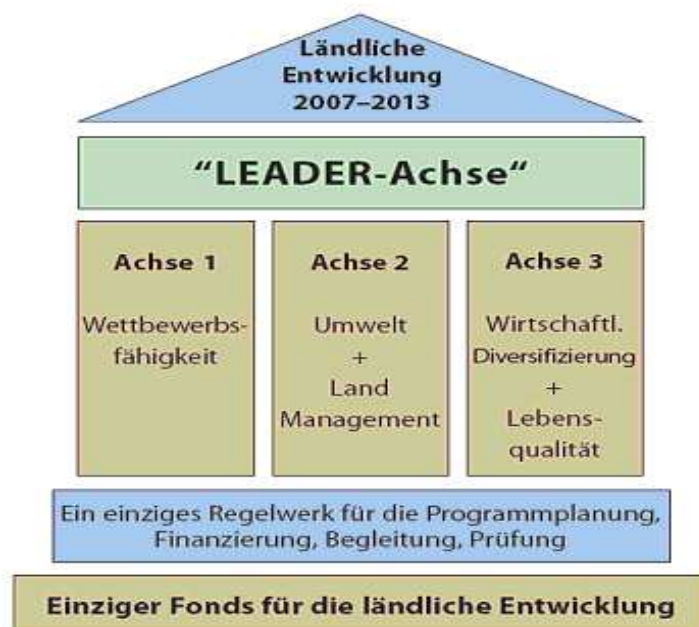 Ländliche
Entwicklung
2007–2013
“LEADER-Achse“
Achse 1
Wettbewerbs-
fähigkeit
Achse 2
Umwelt
+
Land
Management
Achse 3
Wirtschaftl.
Diversifizierung
+
Lebens-
qualität
Ein einziges Regelwerk für die Programmplanung,
Finanzierung, Begleitung, Prüfung
Einziger Fonds für die ländliche Entwicklung